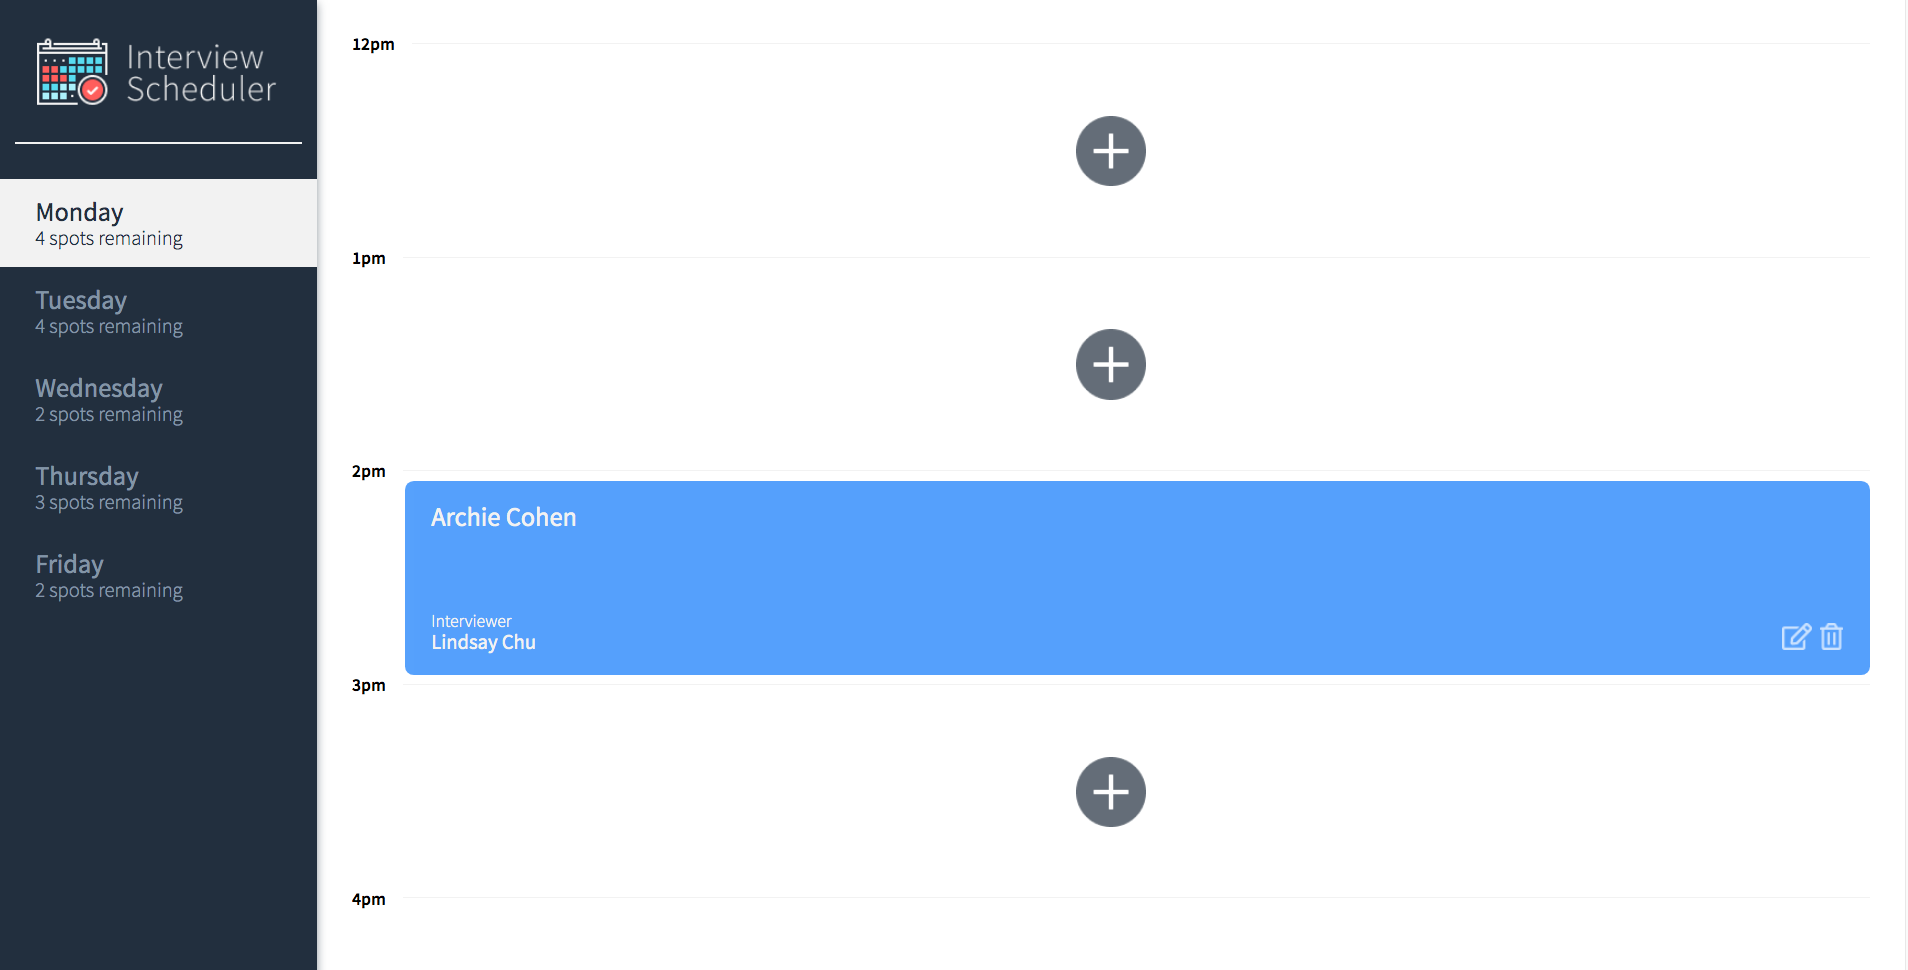 Interview
Scheduler
Monday
4 spots remaining
Tuesday
4 spots remaining
Wednesday
2 spots remaining
Thursday
3 spots remaining
Friday
2 spots remaining
12pm
1pm
2pm
Archie Cohen
Interviewer
Lindsay Chu
3pm
4pm